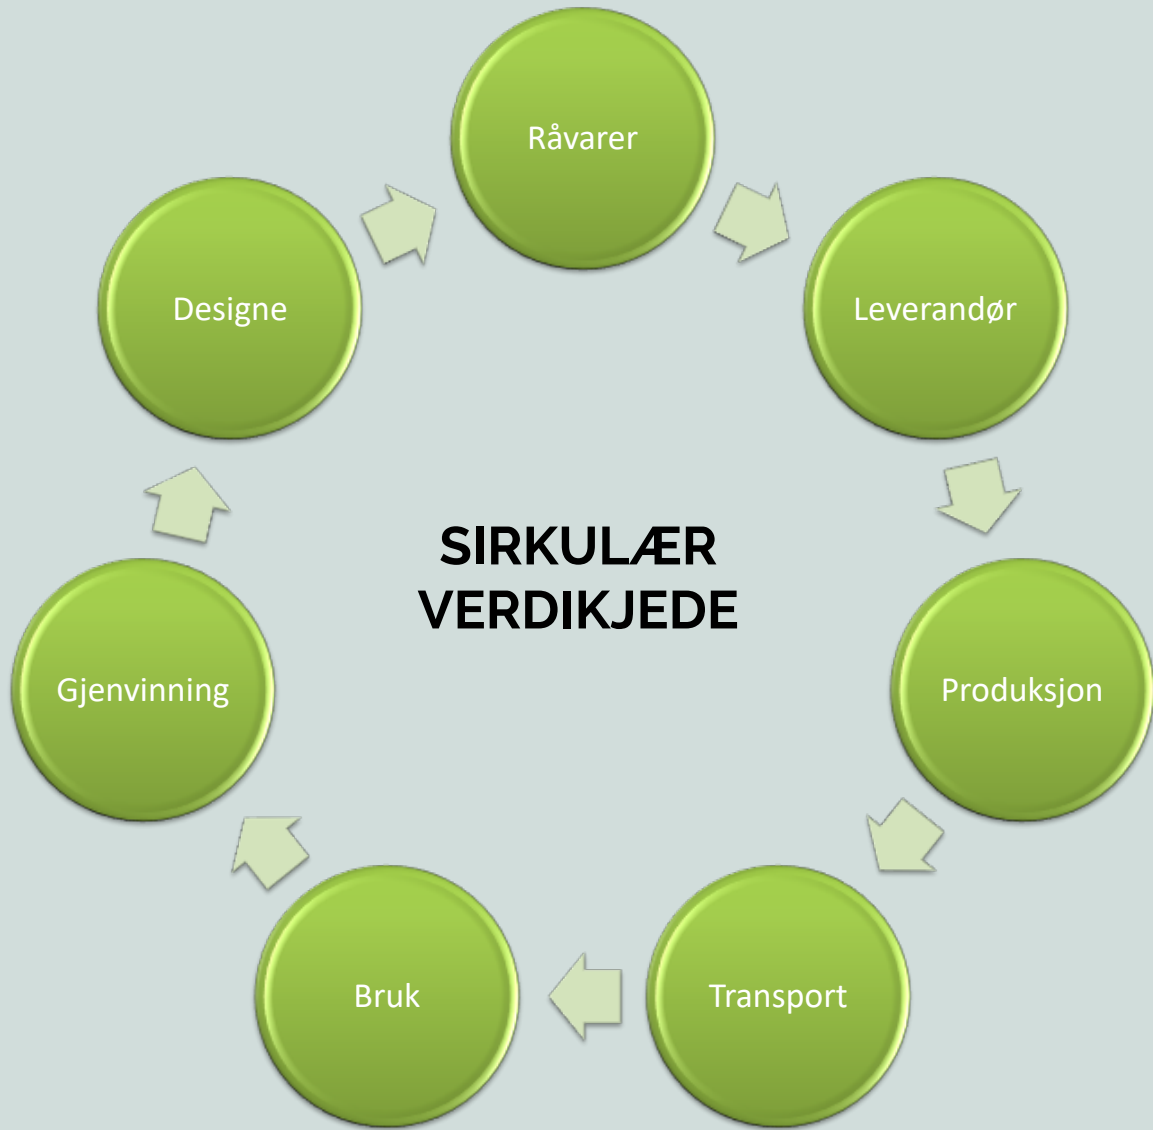 Råvarer
Leverandør
Produksjon
Transport
Bruk
Gjenvinning
Designe
SIRKULÆR
VERDIKJEDE